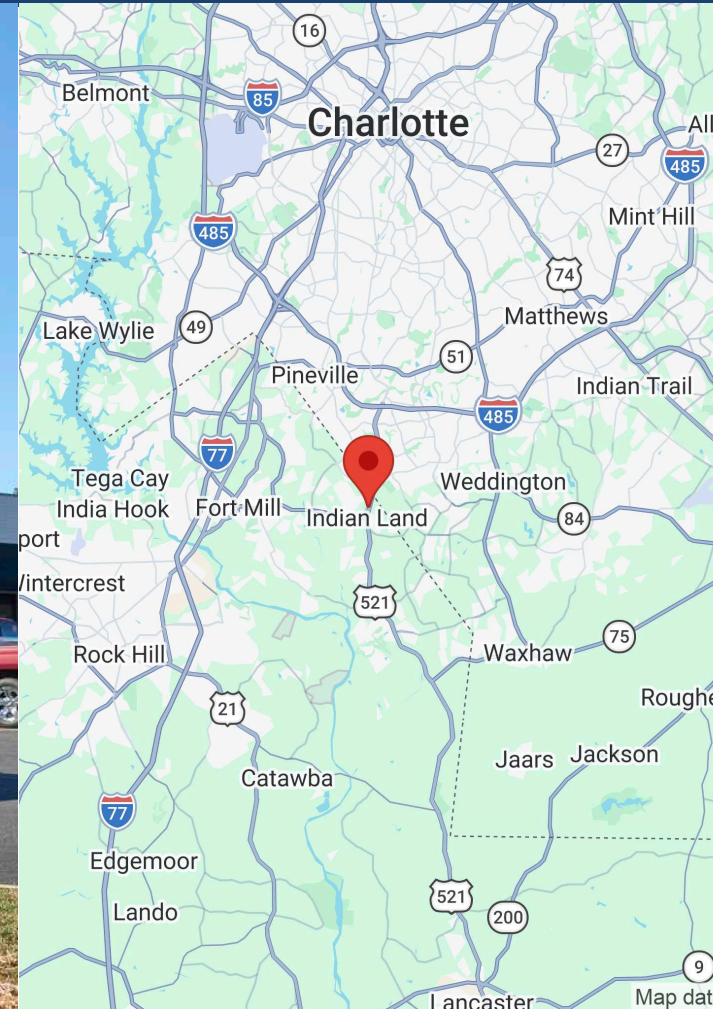 16
Belmont
85
Charlotte
All
27
485
Mint Hill
485
74
Matthews
Lake Wylie
49
51
Pineville
Indian Trail
485
77
Tega Cay
Weddington
India Hook
Fort Mill
Indian Land
84
port
Wintercrest
521
75
Rock Hill
Waxhaw
21
Roughe
Jaars
Jackson
Catawba
77
Edgemoor
521
Lando
200
9
Lancaster
Map dat